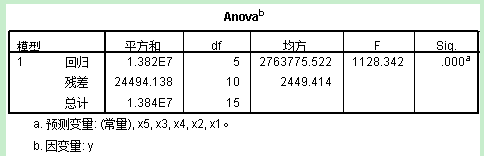 Anovab
模型 平方和 df 均方 F Sig.
1 回归 1.382E7 5 2763775.522 1128.342 .000a
残差 24494.138 10 2449.414
总计 1.384E7 15
a. 预测变量: (常量), x5, x3, x4, x2, x1。
b. 因变量: y